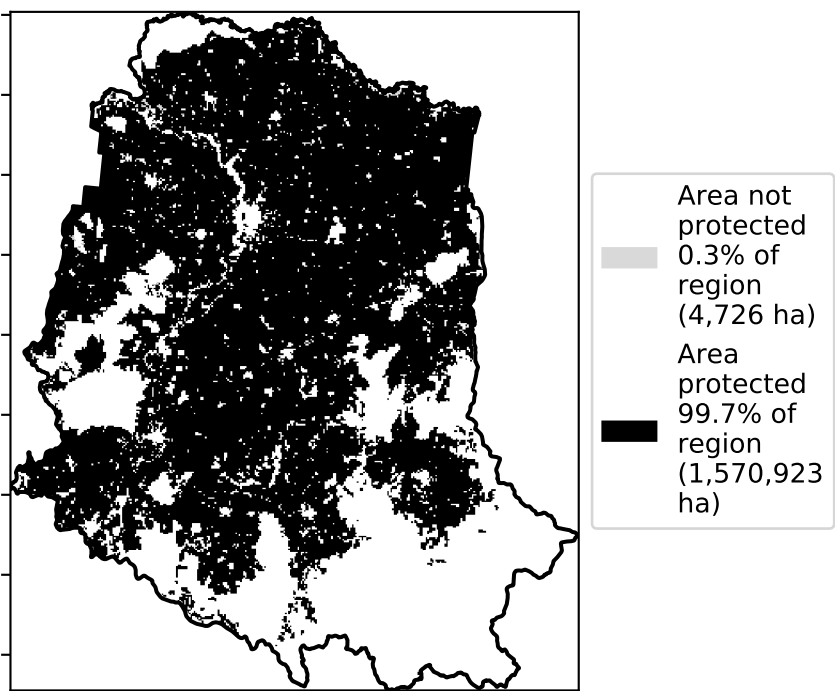 Area not
protected
0.3% of
region
(4,726 ha)
Area
protected
99.7% of
region
(1,570,923
ha)